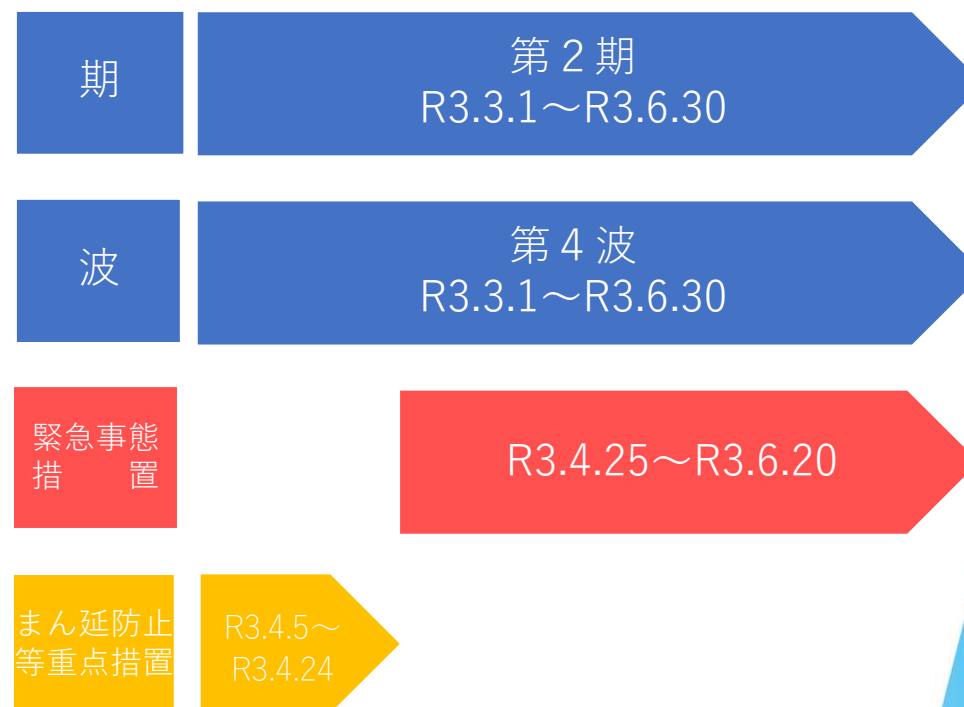 期
第２期
R3.3.1～R3.6.30
波
第４波
R3.3.1～R3.6.30
緊急事態
措　　置
R3.4.25～R3.6.20
まん延防止
等重点措置
R3.4.5～
R3.4.24